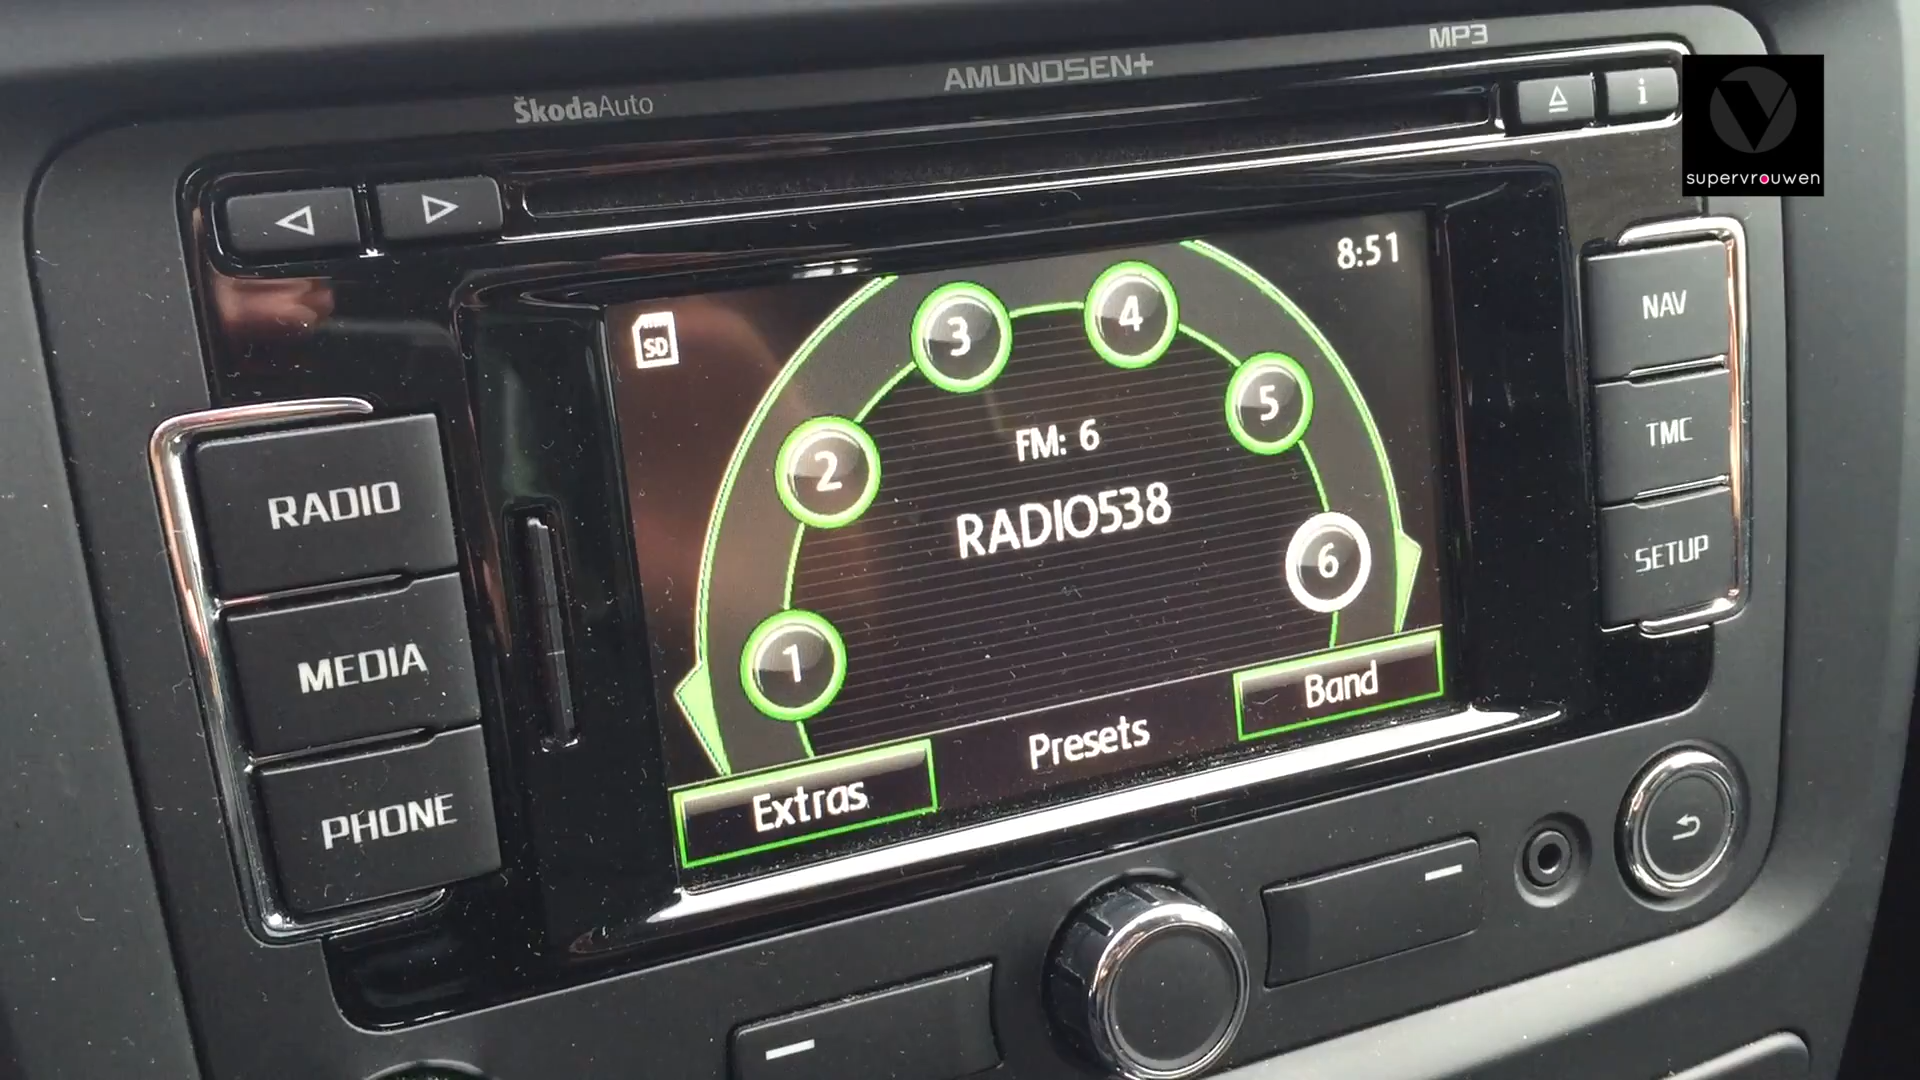 MP3
AMUNDSEN+
ŠkodaAuto
i
supervrouwen
8:51
SD
3
4
NAV
5
TMC
FM: 6
2
RADIO
RADIO538
6
SETUP
1
MEDIA
Band
Presets
Extras
PHONE